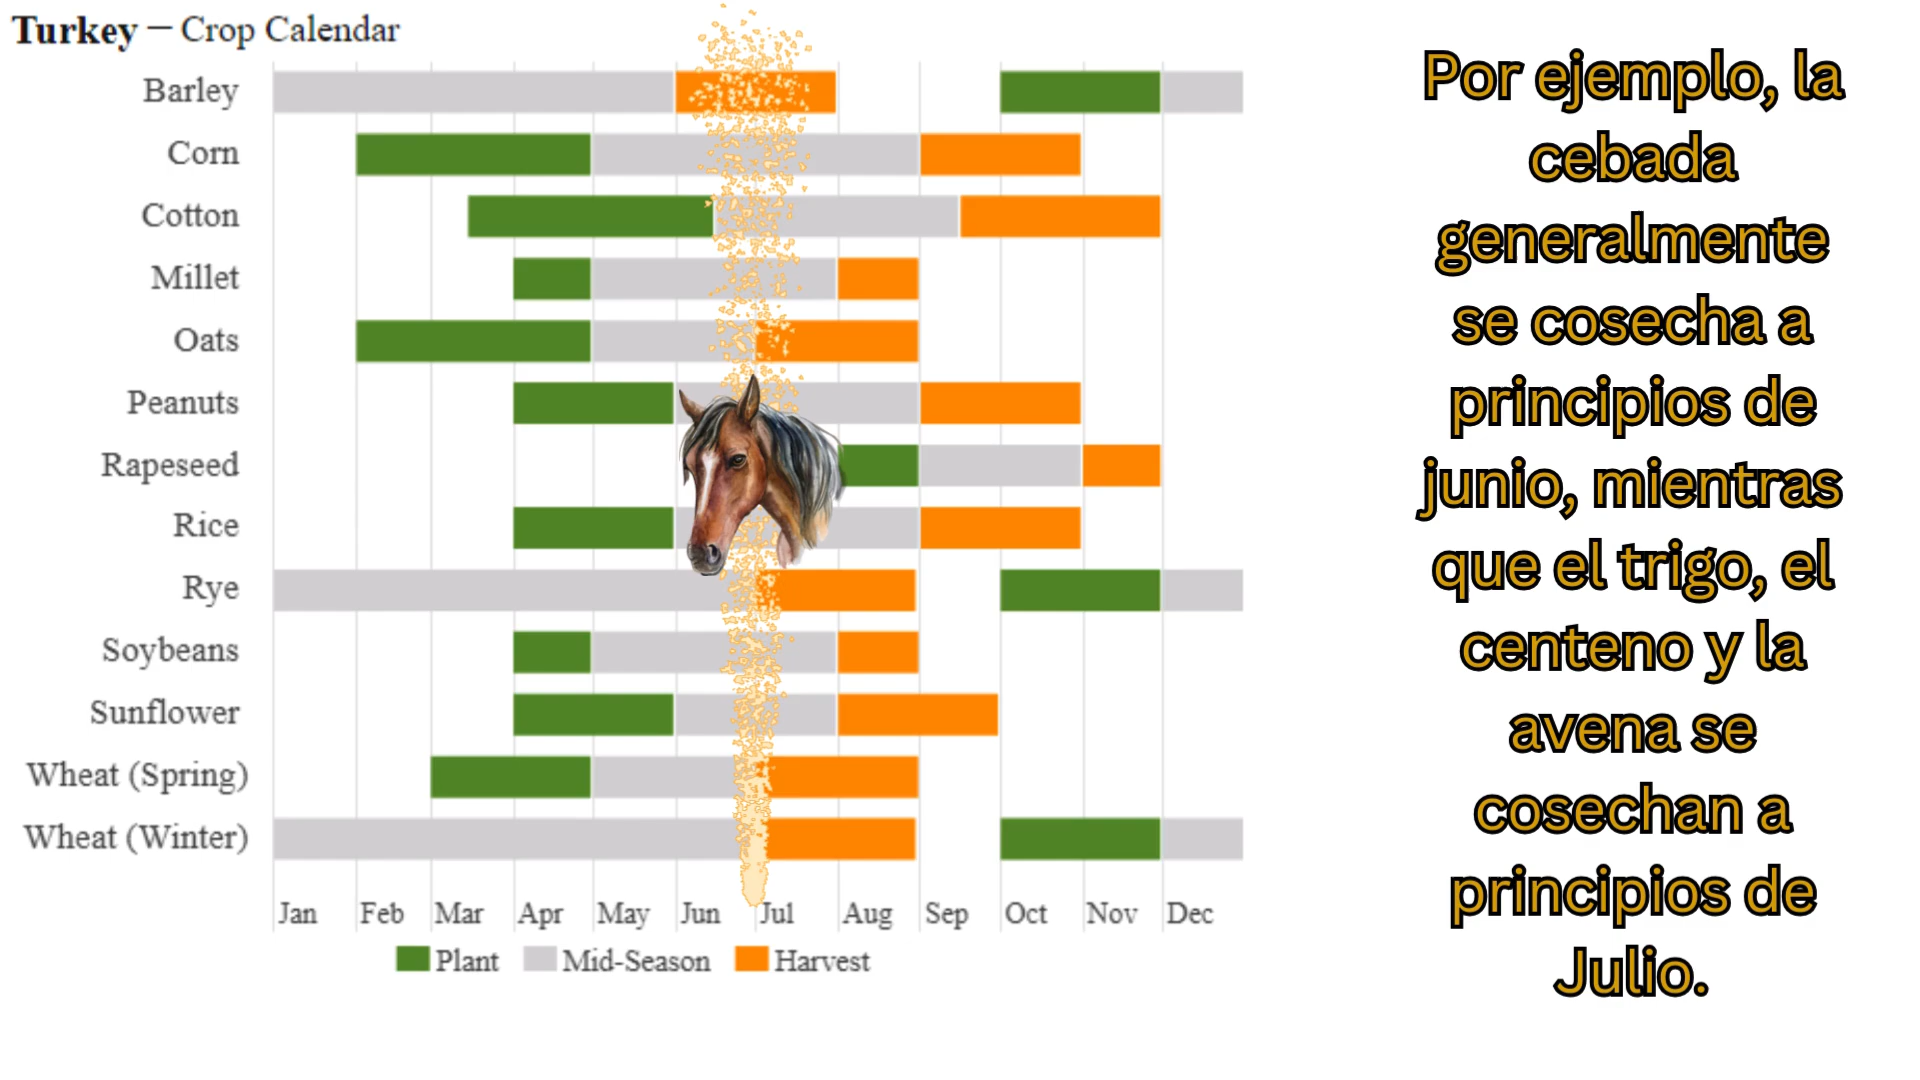 Turkey – Crop Calendar
Barley
Corn
Cotton
Millet
Oats
Peanuts
Rapeseed
Rice
Rye
Soybeans
Sunflower
Wheat (Spring)
Wheat (Winter)
Jan Feb Mar Apr May Jun Jul Aug Sep Oct Nov Dec
Plant Mid-Season Harvest
Por ejemplo, la
cebada
generalmente
se cosecha a
principios de
junio, mientras
que el trigo, el
centeno y la
avena se
cosechan a
principios de
Julio.